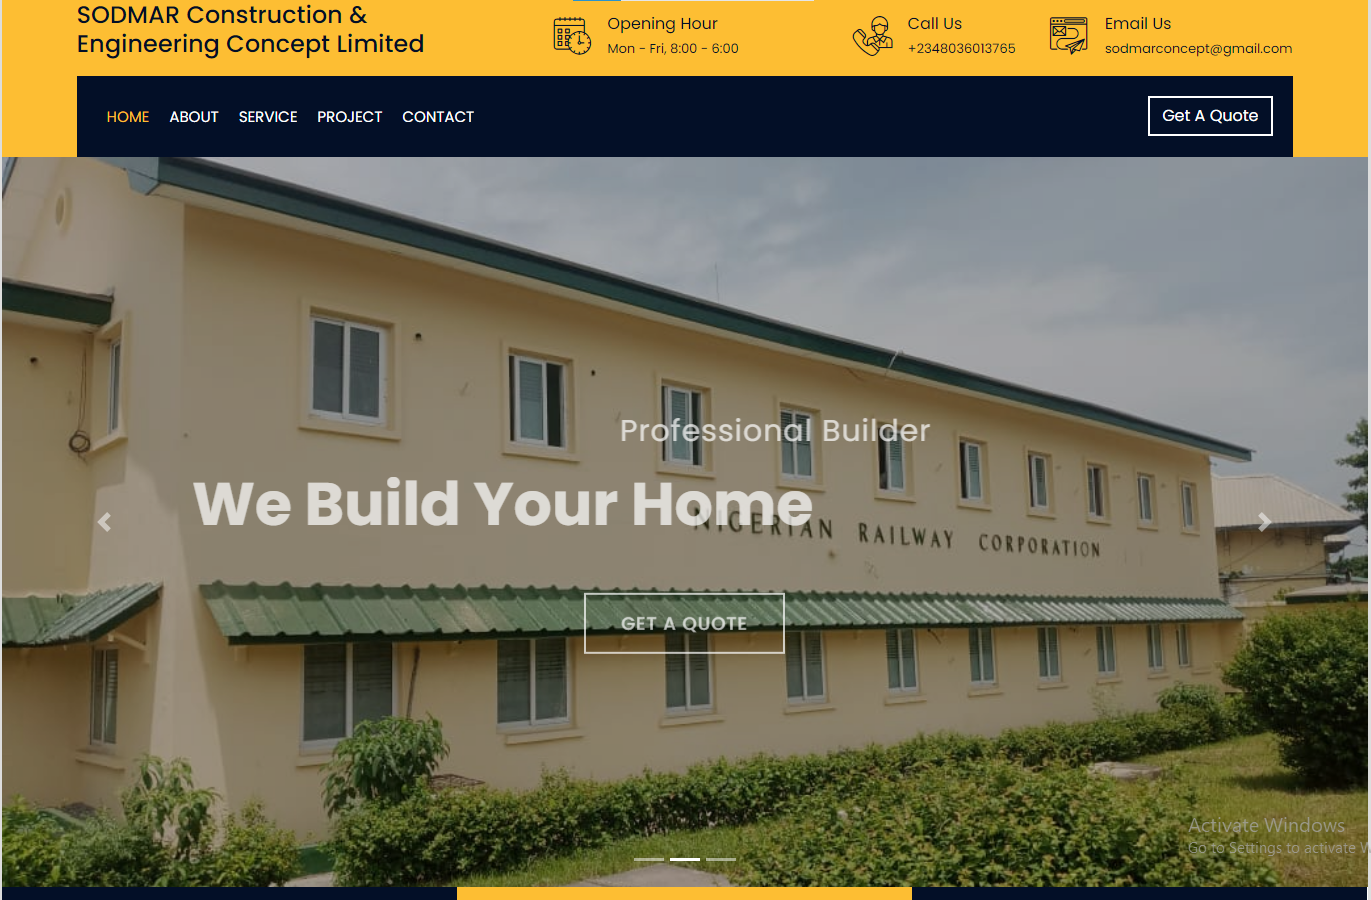 SODMAR Construction &
Engineering Concept Limited
Opening Hour
Mon - Fri, 8:00 - 6:00
Call Us
+2348036013765
Email Us
sodmarconcept@gmail.com
HOME ABOUT SERVICE PROJECT CONTACT
Get A Quote
Professional Builder
We Build Your Home
NIGERIAN RAILWAY CORPORATION
GET A QUOTE
Activate Windows
Go to Settings to activate W